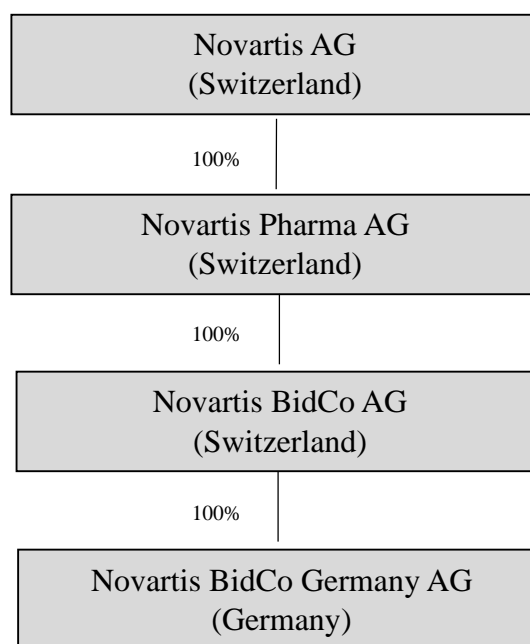 Novartis AG
(Switzerland)
100%
Novartis Pharma AG
(Switzerland)
100%
Novartis BidCo AG
(Switzerland)
100%
Novartis BidCo Germany AG
(Germany)